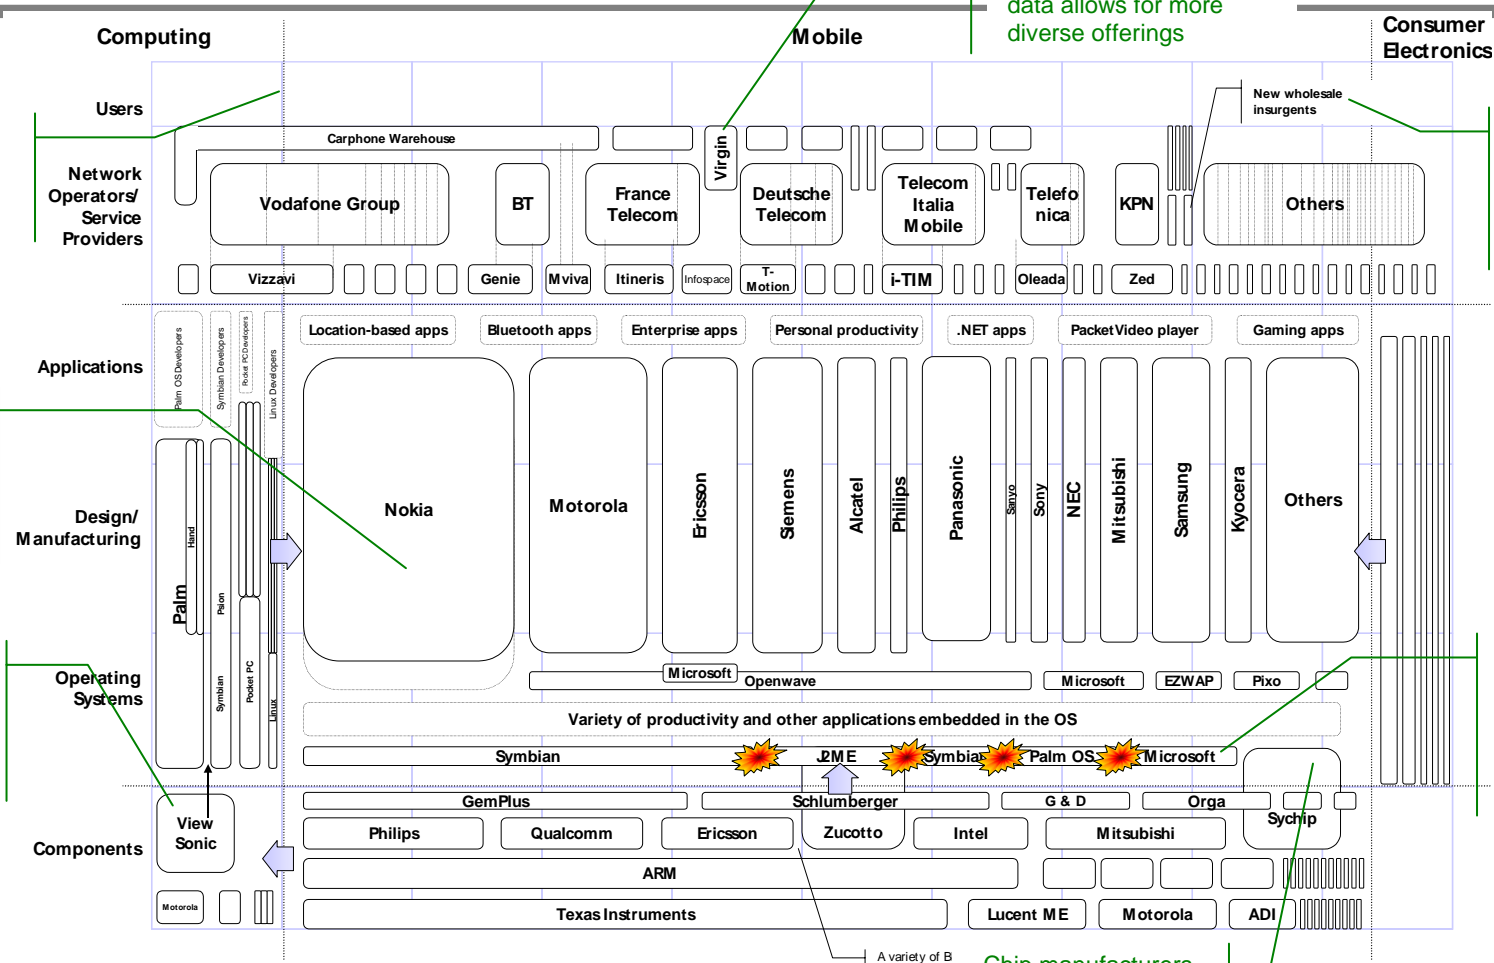 data allows for more
diverse offerings
Computing
Mobile
Consumer
Electronics
Users
New wholesale
insurgents
Carphone Warehouse
Virgin
Network
Operators/
Service
Providers
Vodafone Group
BT
France
Telecom
Deutsche
Telecom
Telecom
Italia
Mobile
Telefo
nica
KPN
Others
Vizzavi
Genie
Mviva
Itineris
Infospace
T-
Motion
i-TIM
Oleada
Zed
Applications
Palm OS Developers
Symbian Developers
Pocket PC Developers
Linux Developers
Location-based apps
Bluetooth apps
Enterprise apps
Personal productivity
.NET apps
PacketVideo player
Gaming apps
Design/
Manufacturing
Palm
Hand
Psion
Nokia
Motorola
Ericsson
Siemens
Alcatel
Philips
Panasonic
Sanyo
Sony
NEC
Mitsubishi
Samsung
Kyocera
Others
Operating
Systems
Symbian
Pocket PC
Linux
Microsoft
Openwave
Microsoft
EZWAP
Pixo
Variety of productivity and other applications embedded in the OS
Symbian
J2ME
Symbian
Palm OS
Microsoft
Components
View
Sonic
GemPlus
Schlumberger
G & D
Orga
Sychip
Philips
Qualcomm
Ericsson
Zucotto
Intel
Mitsubishi
ARM
Motorola
Texas Instruments
Lucent ME
Motorola
ADI
A variety of B
Chip manufacturers